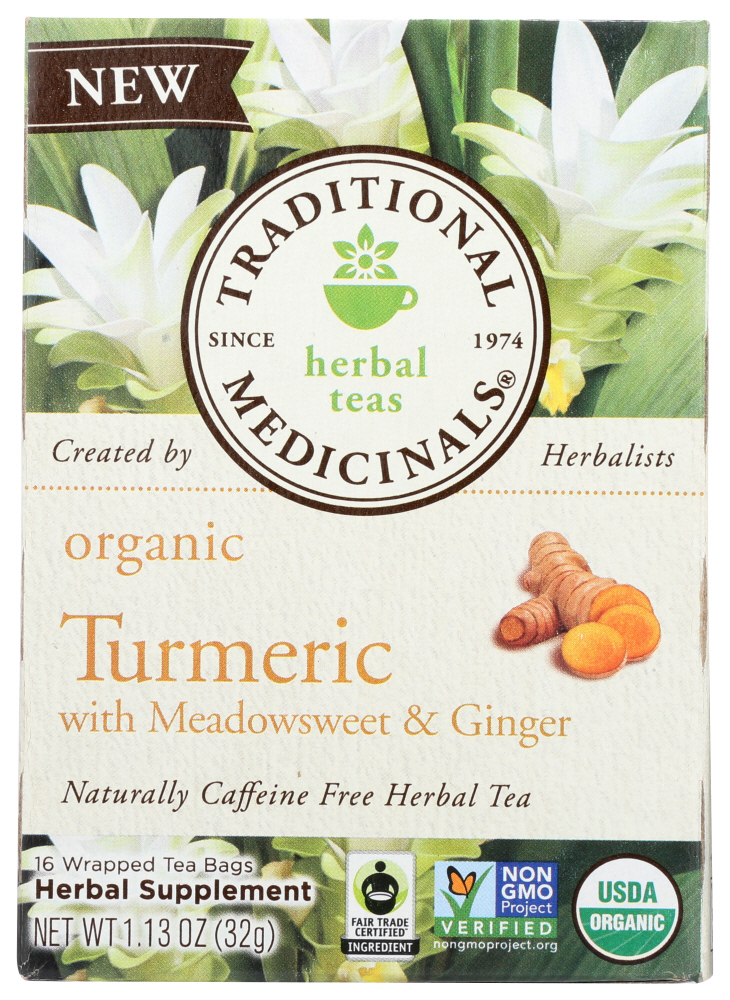 NEW
TRADITIONAL
SINCE 1974
herbal
teas
MEDICINALS®
Created by Herbalists
organic
Turmeric
with Meadowsweet & Ginger
Naturally Caffeine Free Herbal Tea
16 Wrapped Tea Bags
Herbal Supplement
NET WT 1.13 OZ (32g)
FAIR TRADE
CERTIFIED
INGREDIENT
NON
GMO
Project
VERIFIED
nongmoproject.org
USDA
ORGANIC